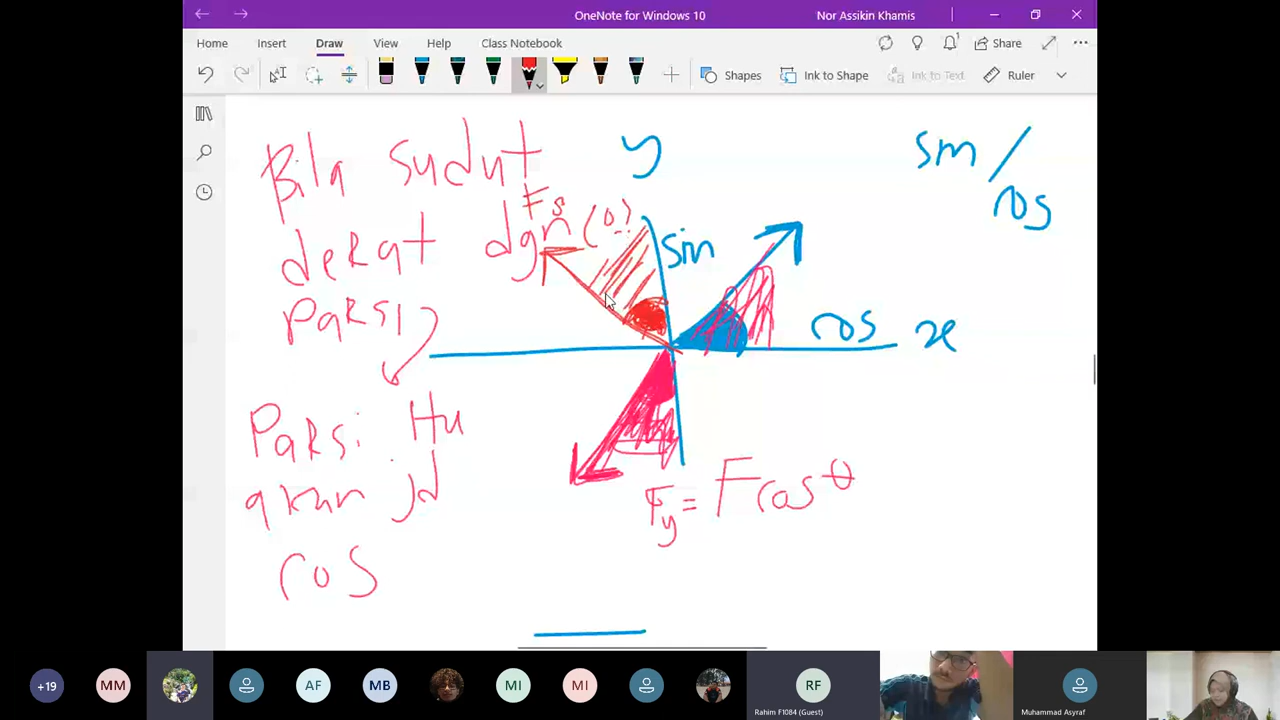 OneNote for Windows 10
Nor Assikin Khamis
Home Insert Draw View Help Class Notebook
Share
Shapes
Ink to Shape
Ink to Text
Ruler
Bila sudut
dekat dgn
paksi
Paksi itu
akan jd
cos
y
sin
cos x
sin /
cos
Fy = F cos θ
+19
MM
AF
MB
MI
MI
RF
Rahim F1084 (Guest)
Muhammad Asyraf